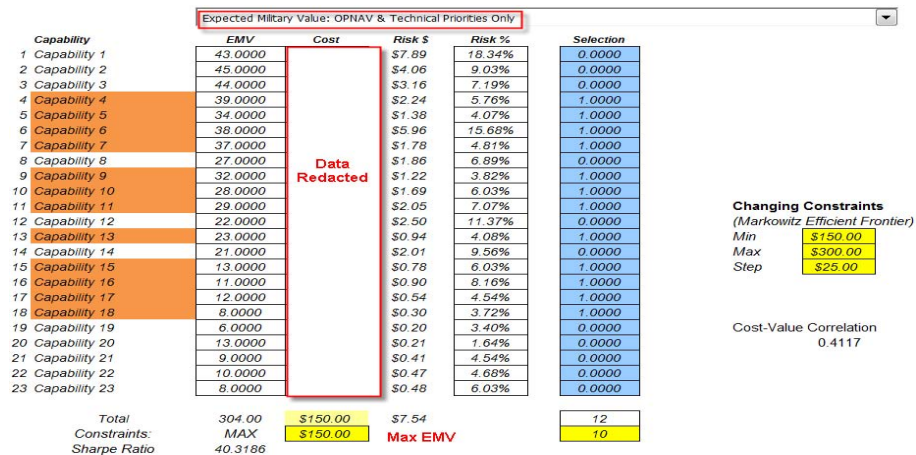 Expected Military Value: OPNAV & Technical Priorities Only
Capability EMV Cost Risk $ Risk % Selection
1 Capability 1 43.0000 $7.89 18.34% 0.0000
2 Capability 2 45.0000 $4.06 9.03% 0.0000
3 Capability 3 44.0000 $3.16 7.19% 0.0000
4 Capability 4 39.0000 $2.24 5.76% 1.0000
5 Capability 5 34.0000 $1.38 4.07% 1.0000
6 Capability 6 38.0000 $5.96 15.68% 1.0000
7 Capability 7 37.0000 $1.78 4.81% 1.0000
8 Capability 8 27.0000 Data $1.86 6.89% 0.0000
9 Capability 9 32.0000 Redacted $1.22 3.82% 1.0000
10 Capability 10 28.0000 $1.69 6.03% 1.0000
11 Capability 11 29.0000 $2.05 7.07% 1.0000 Changing Constraints
12 Capability 12 22.0000 $2.50 11.37% 0.0000 (Markowitz Efficient Frontier)
13 Capability 13 23.0000 $0.94 4.08% 1.0000 Min $150.00
14 Capability 14 21.0000 $2.01 9.56% 0.0000 Max $300.00
15 Capability 15 13.0000 $0.78 6.03% 1.0000 Step $25.00
16 Capability 16 11.0000 $0.90 8.16% 1.0000
17 Capability 17 12.0000 $0.54 4.54% 1.0000
18 Capability 18 8.0000 $0.30 3.72% 1.0000
19 Capability 19 6.0000 $0.20 3.40% 0.0000 Cost-Value Correlation
20 Capability 20 13.0000 $0.21 1.64% 0.0000 0.4117
21 Capability 21 9.0000 $0.41 4.54% 0.0000
22 Capability 22 10.0000 $0.47 4.68% 0.0000
23 Capability 23 8.0000 $0.48 6.03% 0.0000
Total 304.00 $150.00 $7.54 12
Constraints: MAX $150.00 Max EMV 10
Sharpe Ratio 40.3186